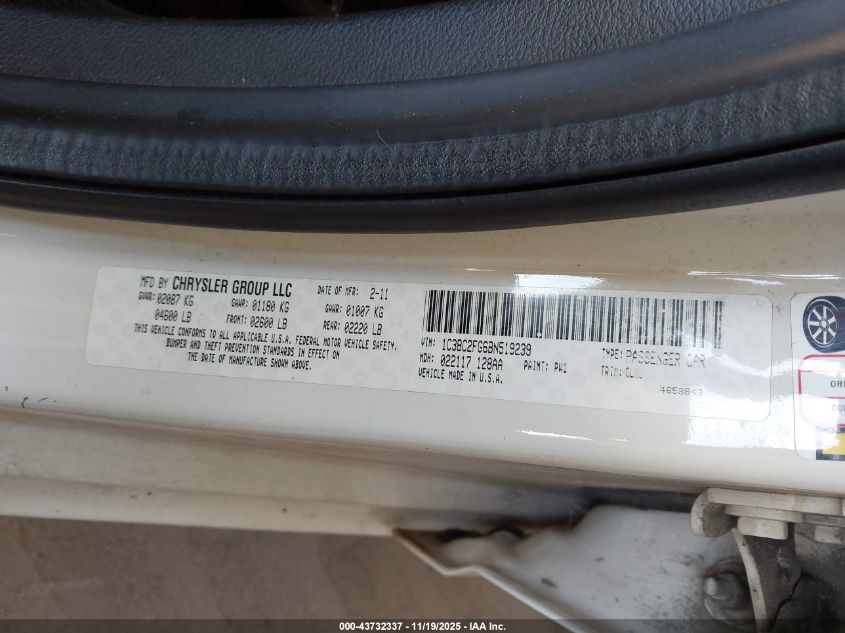 MFD BY CHRYSLER GROUP LLC DATE OF MFR: 2-11
GVWR: 02087 KG GAWR: 01180 KG GAWR: 01007 KG
04600 LB FRONT: 02600 LB REAR: 02220 LB
THIS VEHICLE CONFORMS TO ALL APPLICABLE U.S.A. FEDERAL MOTOR VEHICLE SAFETY,
BUMPER AND THEFT PREVENTION STANDARDS IN EFFECT ON
THE DATE OF MANUFACTURE SHOWN ABOVE.
VIN: 1C3BC2FG6BN519239 TYPE: PASSENGER CAR
MDH: 022117 128AA PAINT: PW1 TRIM:
VEHICLE MADE IN U.S.A. 4658843
000-43732337 - 11/19/2025 - IAA Inc.